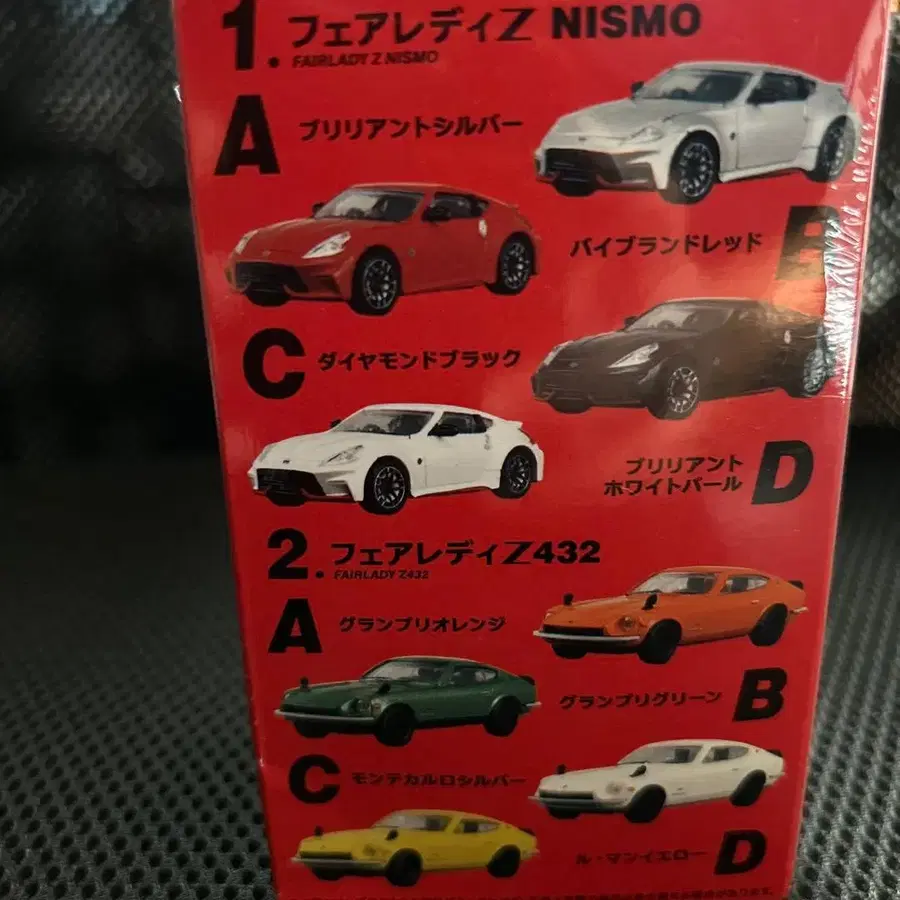 1. フェアレディZ NISMO
FAIRLADY Z NISMO
A ブリリアントシルバー
バイブランドレッド B
C ダイヤモンドブラック
ブリリアント
ホワイトパール D
2. フェアレディZ432
FAIRLADY Z432
A グランプリオレンジ
グランプリグリーン B
C モンテカルロシルバー
ル・マンイエロー D